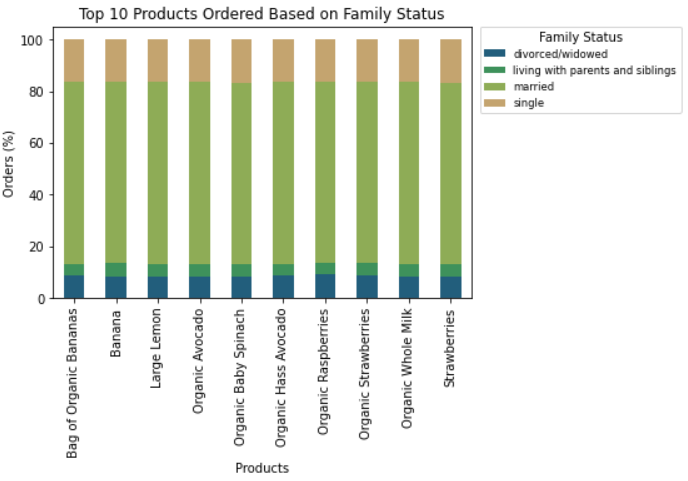 Top 10 Products Ordered Based on Family Status
Family Status
divorced/widowed
living with parents and siblings
married
single
Orders (%)
100
80
60
40
20
0
Bag of Organic Bananas
Banana
Large Lemon
Organic Avocado
Organic Baby Spinach
Organic Hass Avocado
Organic Raspberries
Organic Strawberries
Organic Whole Milk
Strawberries
Products